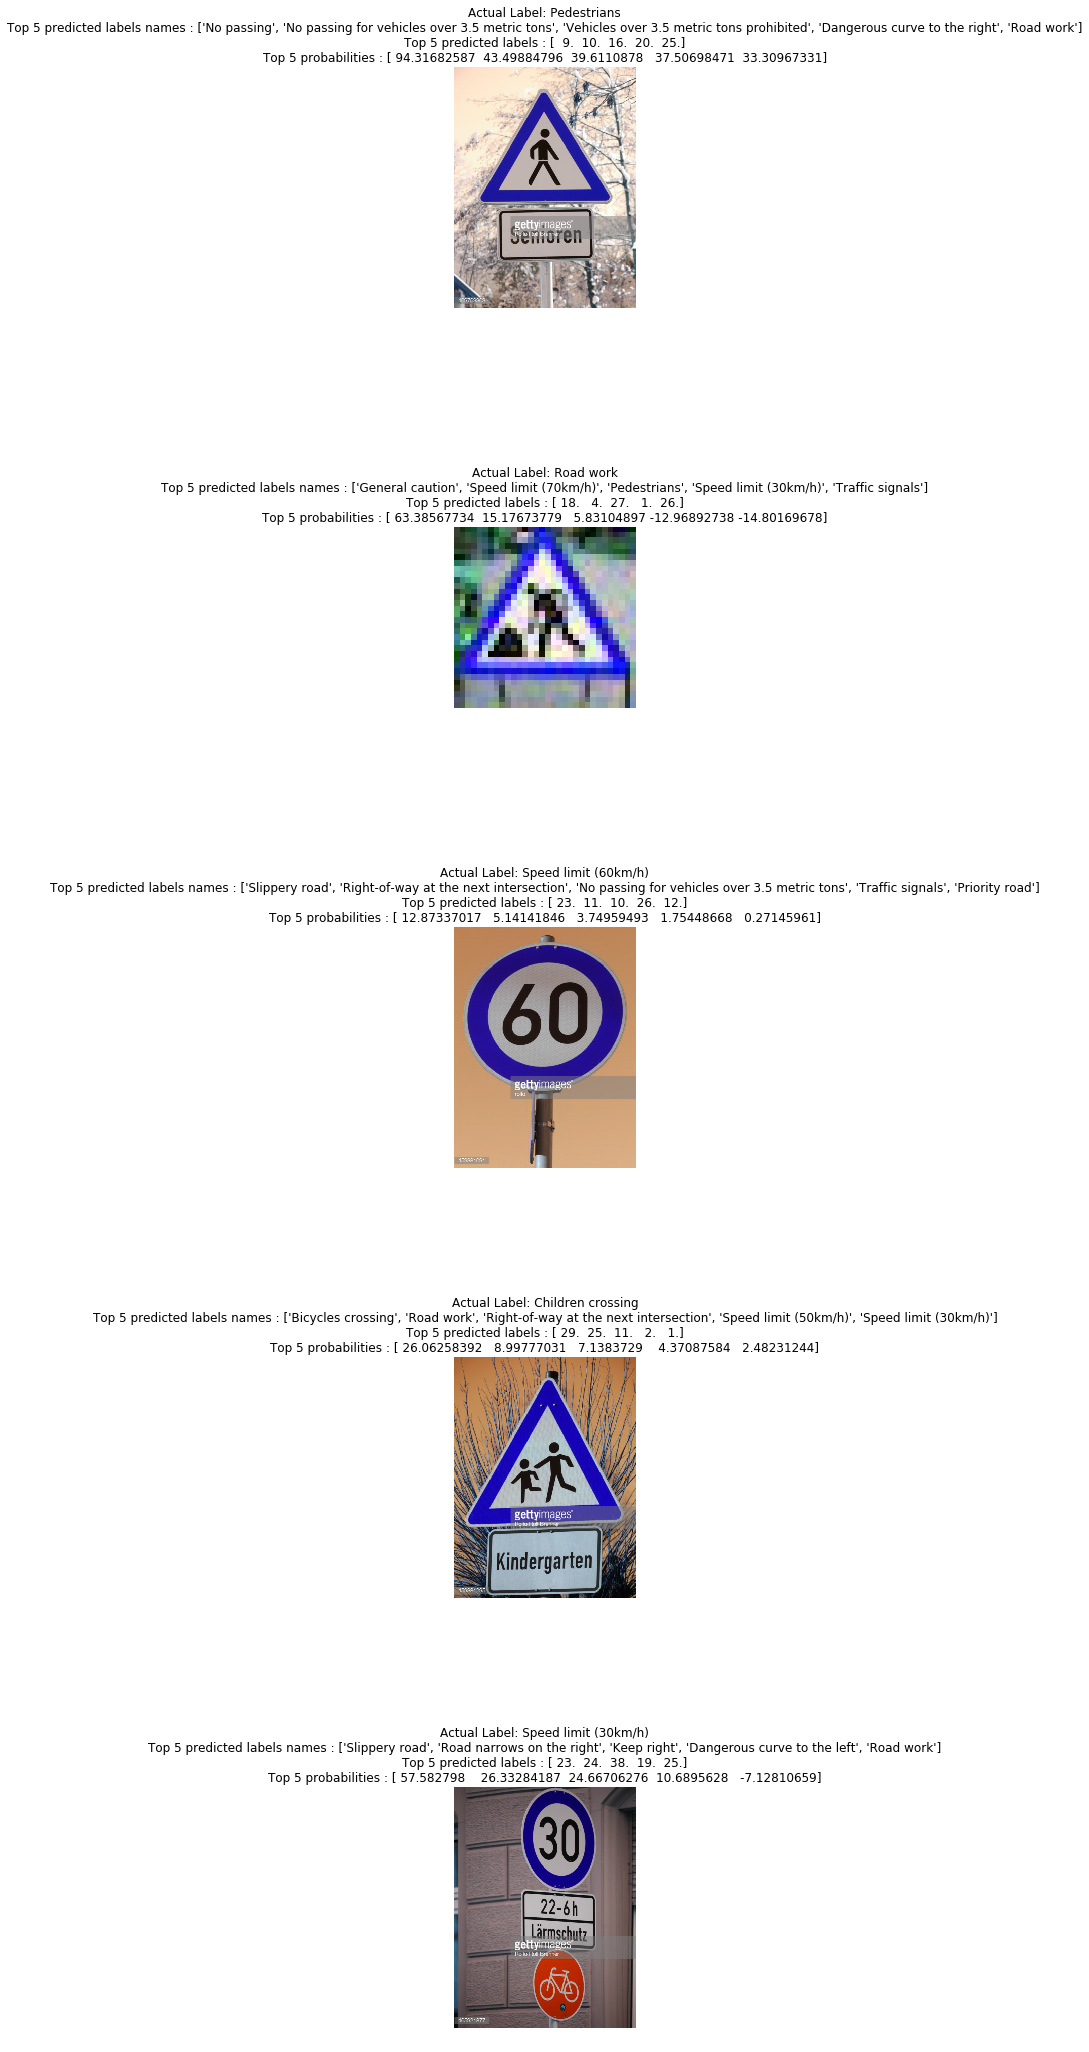 Actual Label: Pedestrians
Top 5 predicted labels names : ['No passing', 'No passing for vehicles over 3.5 metric tons', 'Vehicles over 3.5 metric tons prohibited', 'Dangerous curve to the right', 'Road work']
Top 5 predicted labels : [  9.  10.  16.  20.  25.]
Top 5 probabilities : [ 94.31682587  43.49884796  39.6110878   37.50698471  33.30967331]
gettyimages
Senioren
Actual Label: Road work
Top 5 predicted labels names : ['General caution', 'Speed limit (70km/h)', 'Pedestrians', 'Speed limit (30km/h)', 'Traffic signals']
Top 5 predicted labels : [ 18.   4.  27.   1.  26.]
Top 5 probabilities : [ 63.38567734  15.17673779   5.83104897 -12.96892738 -14.80169678]
Actual Label: Speed limit (60km/h)
Top 5 predicted labels names : ['Slippery road', 'Right-of-way at the next intersection', 'No passing for vehicles over 3.5 metric tons', 'Traffic signals', 'Priority road']
Top 5 predicted labels : [ 23.  11.  10.  26.  12.]
Top 5 probabilities : [ 12.87337017   5.14141846   3.74959493   1.75448668   0.27145961]
60
gettyimages
Actual Label: Children crossing
Top 5 predicted labels names : ['Bicycles crossing', 'Road work', 'Right-of-way at the next intersection', 'Speed limit (50km/h)', 'Speed limit (30km/h)']
Top 5 predicted labels : [ 29.  25.  11.   2.   1.]
Top 5 probabilities : [ 26.06258392   8.99777031   7.1383729    4.37087584   2.48231244]
gettyimages
Kindergarten
Actual Label: Speed limit (30km/h)
Top 5 predicted labels names : ['Slippery road', 'Road narrows on the right', 'Keep right', 'Dangerous curve to the left', 'Road work']
Top 5 predicted labels : [ 23.  24.  38.  19.  25.]
Top 5 probabilities : [ 57.582798    26.33284187  24.66706276  10.6895628   -7.12810659]
30
22-6h
Lärmschutz
gettyimages